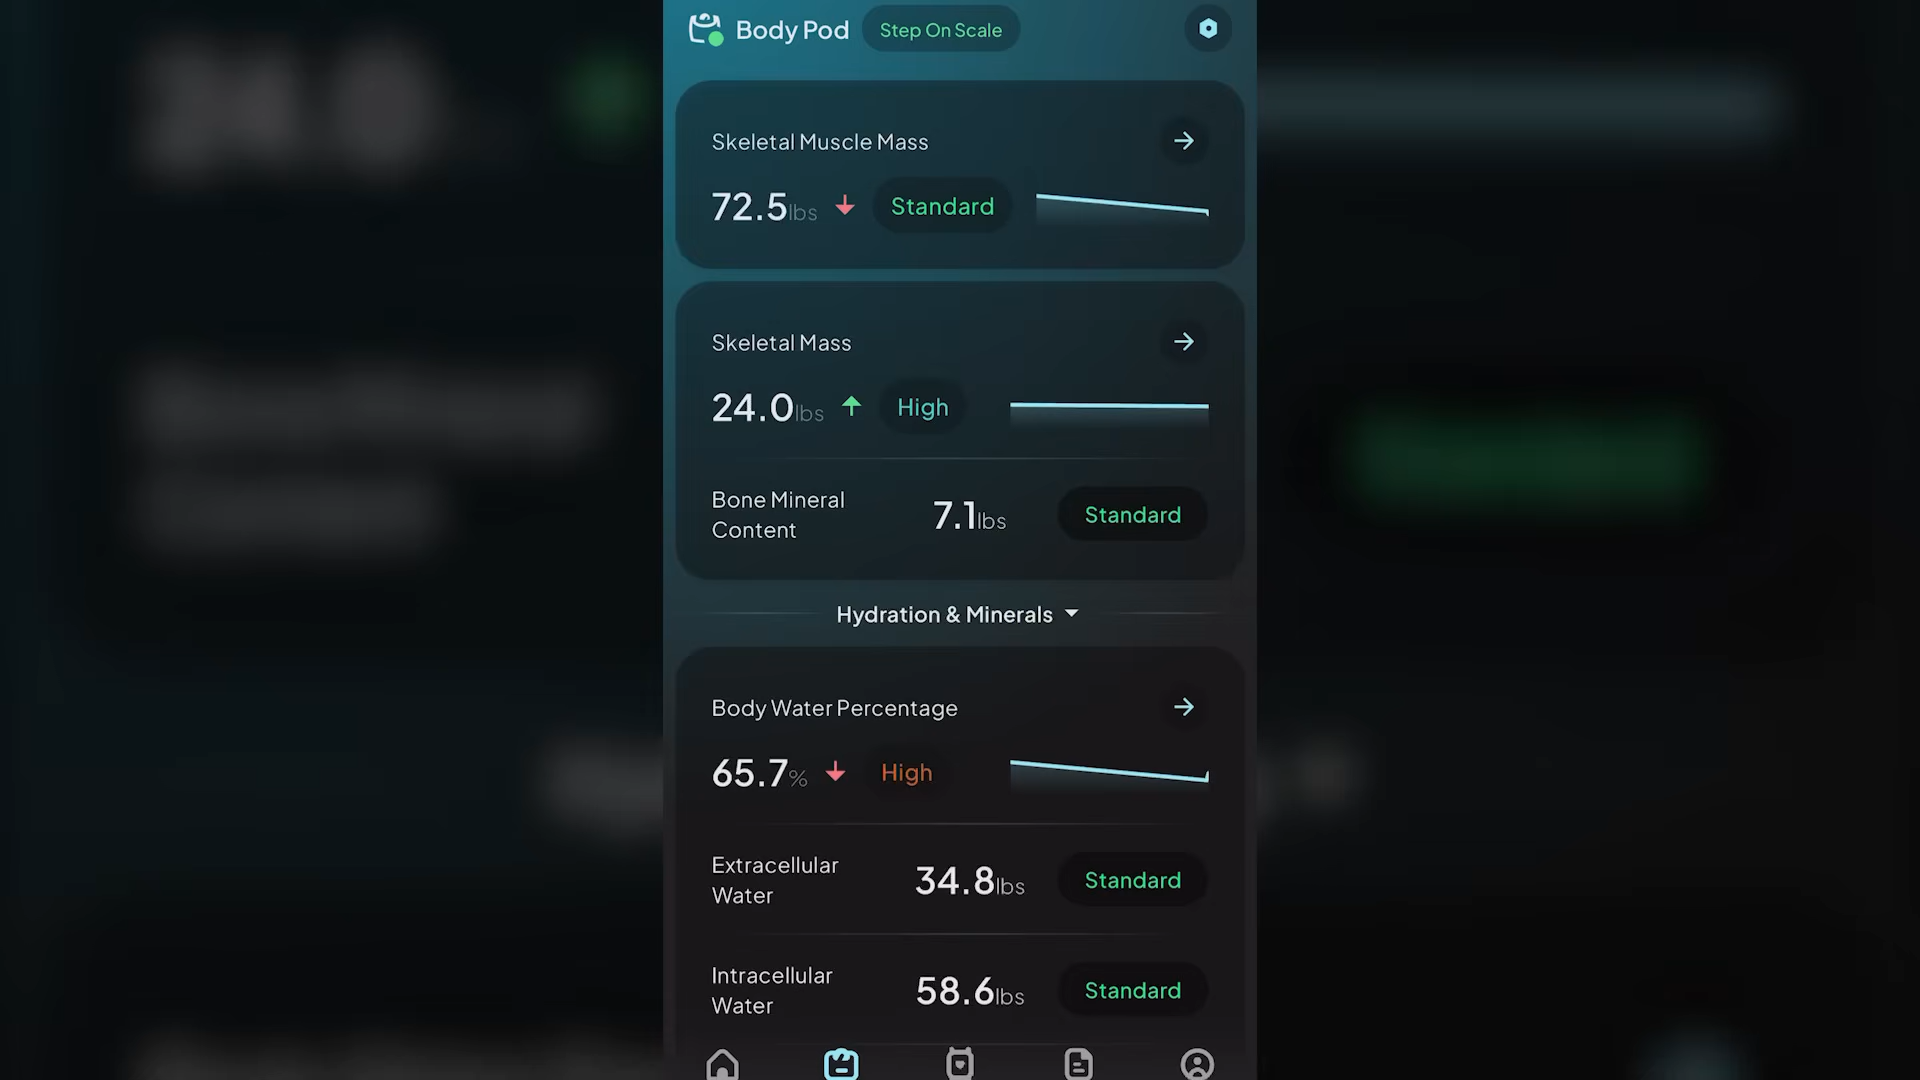 Body Pod Step On Scale
Skeletal Muscle Mass
72.5lbs Standard
Skeletal Mass
24.0lbs High
Bone Mineral
Content
7.1lbs Standard
Hydration & Minerals
Body Water Percentage
65.7% High
Extracellular
Water
34.8lbs Standard
Intracellular
Water
58.6lbs Standard